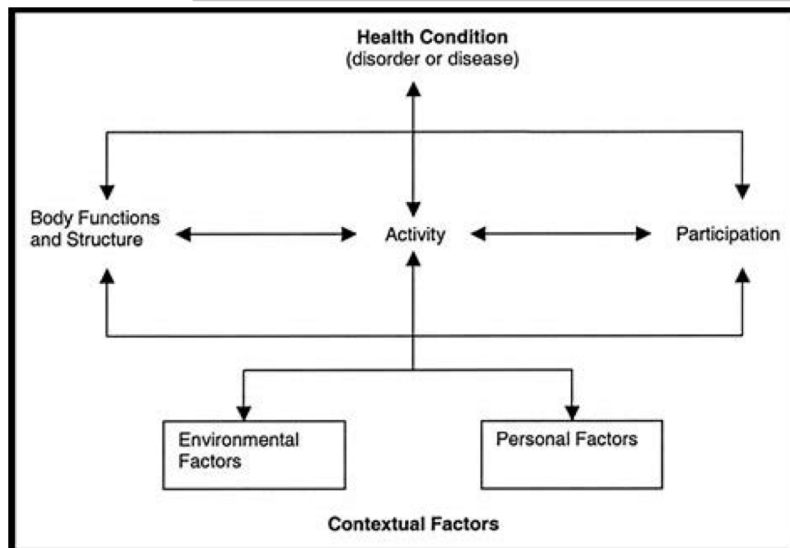 Health Condition
(disorder or disease)
Body Functions
and Structure
Activity
Participation
Environmental
Factors
Personal Factors
Contextual Factors